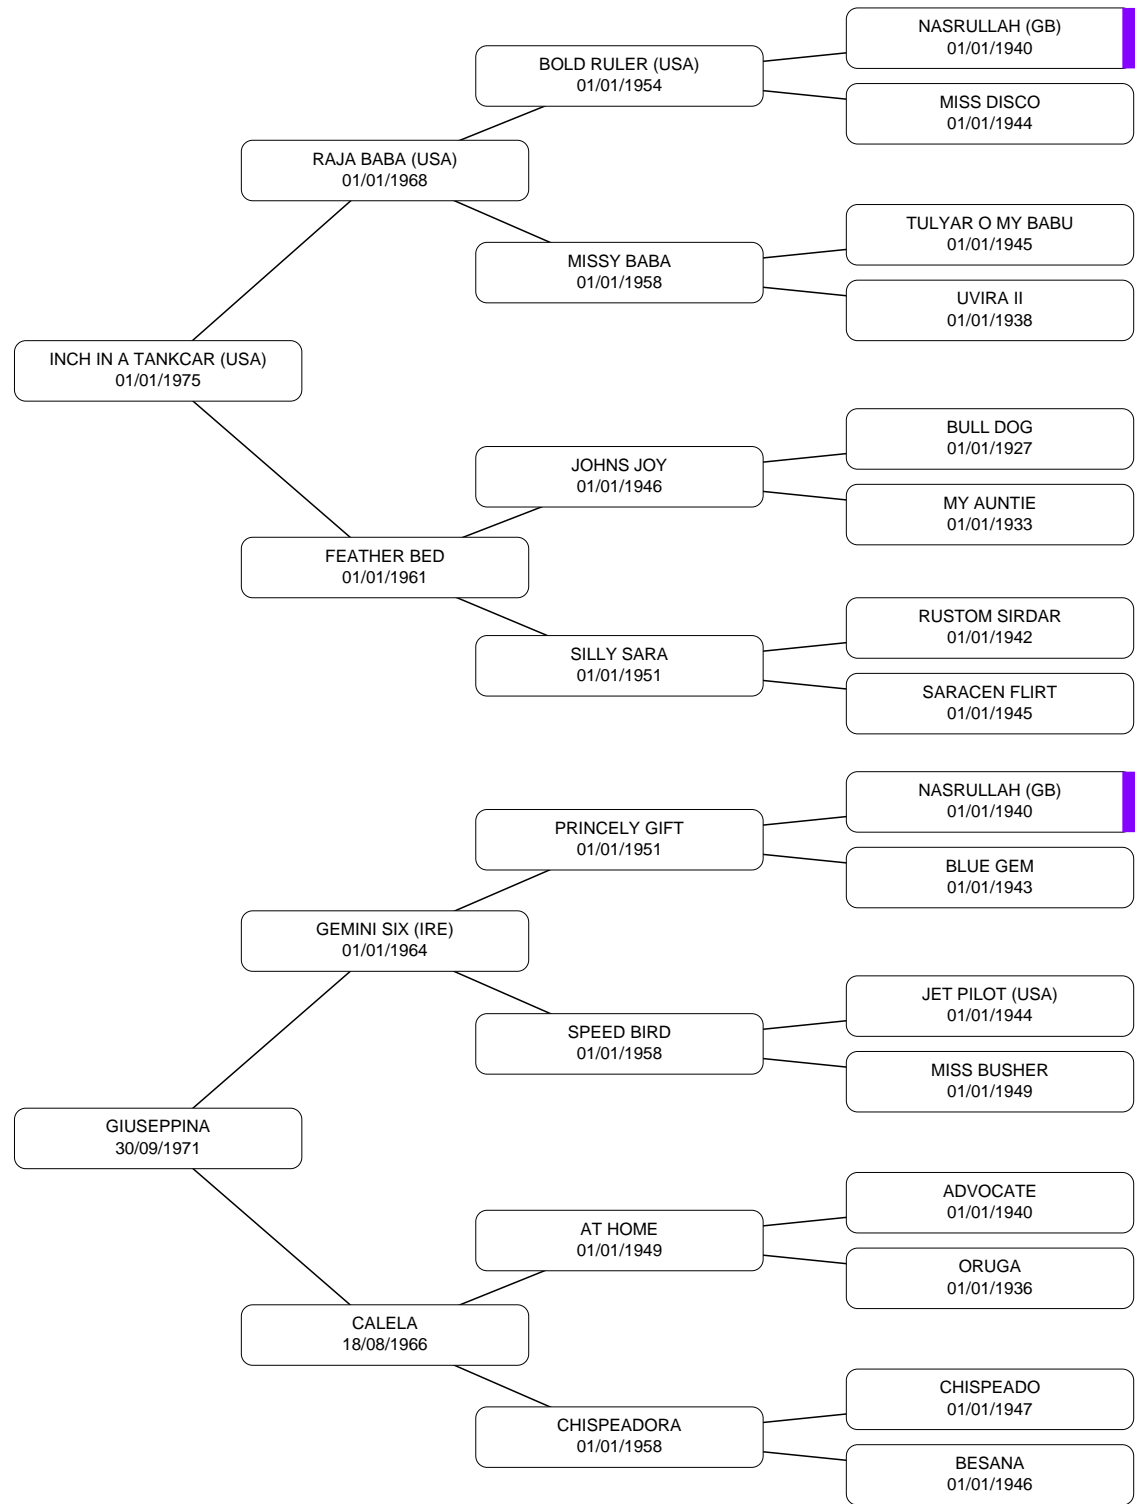 NASRULLAH (GB)
01/01/1940
BOLD RULER (USA)
01/01/1954
MISS DISCO
01/01/1944
RAJA BABA (USA)
01/01/1968
TULYAR O MY BABU
01/01/1945
MISSY BABA
01/01/1958
UVIRA II
01/01/1938
INCH IN A TANKCAR (USA)
01/01/1975
BULL DOG
01/01/1927
JOHNS JOY
01/01/1946
MY AUNTIE
01/01/1933
FEATHER BED
01/01/1961
RUSTOM SIRDAR
01/01/1942
SILLY SARA
01/01/1951
SARACEN FLIRT
01/01/1945
NASRULLAH (GB)
01/01/1940
PRINCELY GIFT
01/01/1951
BLUE GEM
01/01/1943
GEMINI SIX (IRE)
01/01/1964
JET PILOT (USA)
01/01/1944
SPEED BIRD
01/01/1958
MISS BUSHER
01/01/1949
GIUSEPPINA
30/09/1971
ADVOCATE
01/01/1940
AT HOME
01/01/1949
ORUGA
01/01/1936
CALELA
18/08/1966
CHISPEADO
01/01/1947
CHISPEADORA
01/01/1958
BESANA
01/01/1946